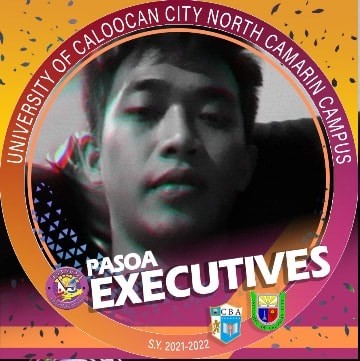 UNIVERSITY OF CALOOCAN CITY NORTH CAMARIN CAMPUS
PASOA
EXECUTIVES
CBA
S.Y. 2021-2022